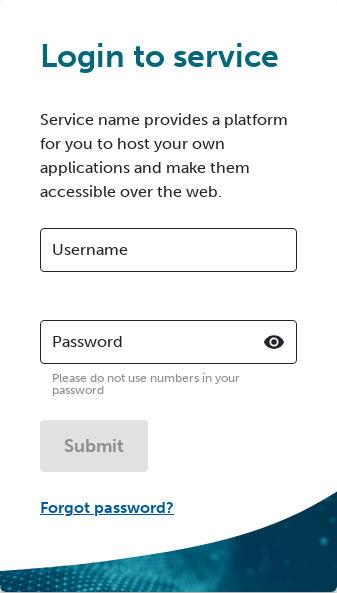 Login to service
Service name provides a platform
for you to host your own
applications and make them
accessible over the web.
Username
Password
Please do not use numbers in your
password
Submit
Forgot password?